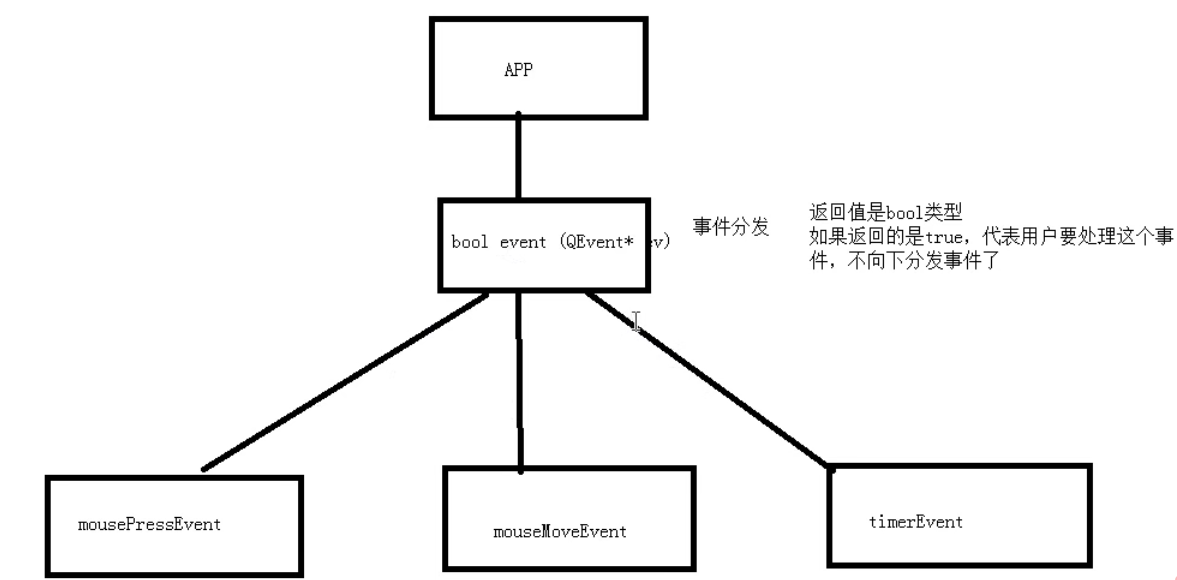 APP
bool event (QEvent* ev)
事件分发
返回值是bool类型
如果返回的是true，代表用户要处理这个事
件，不向下分发事件了
mousePressEvent
mouseMoveEvent
timerEvent